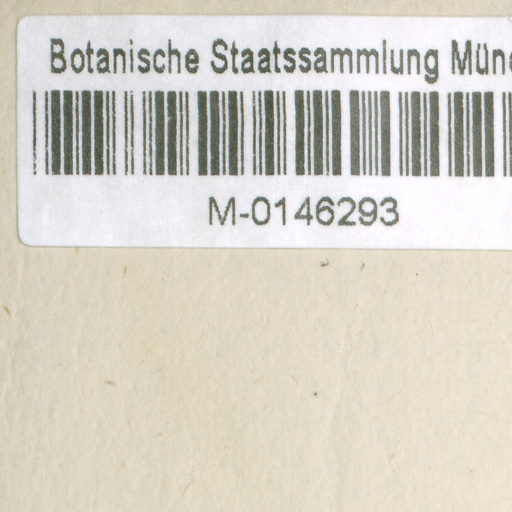 Botanische Staatssammlung Mün
M-0146293